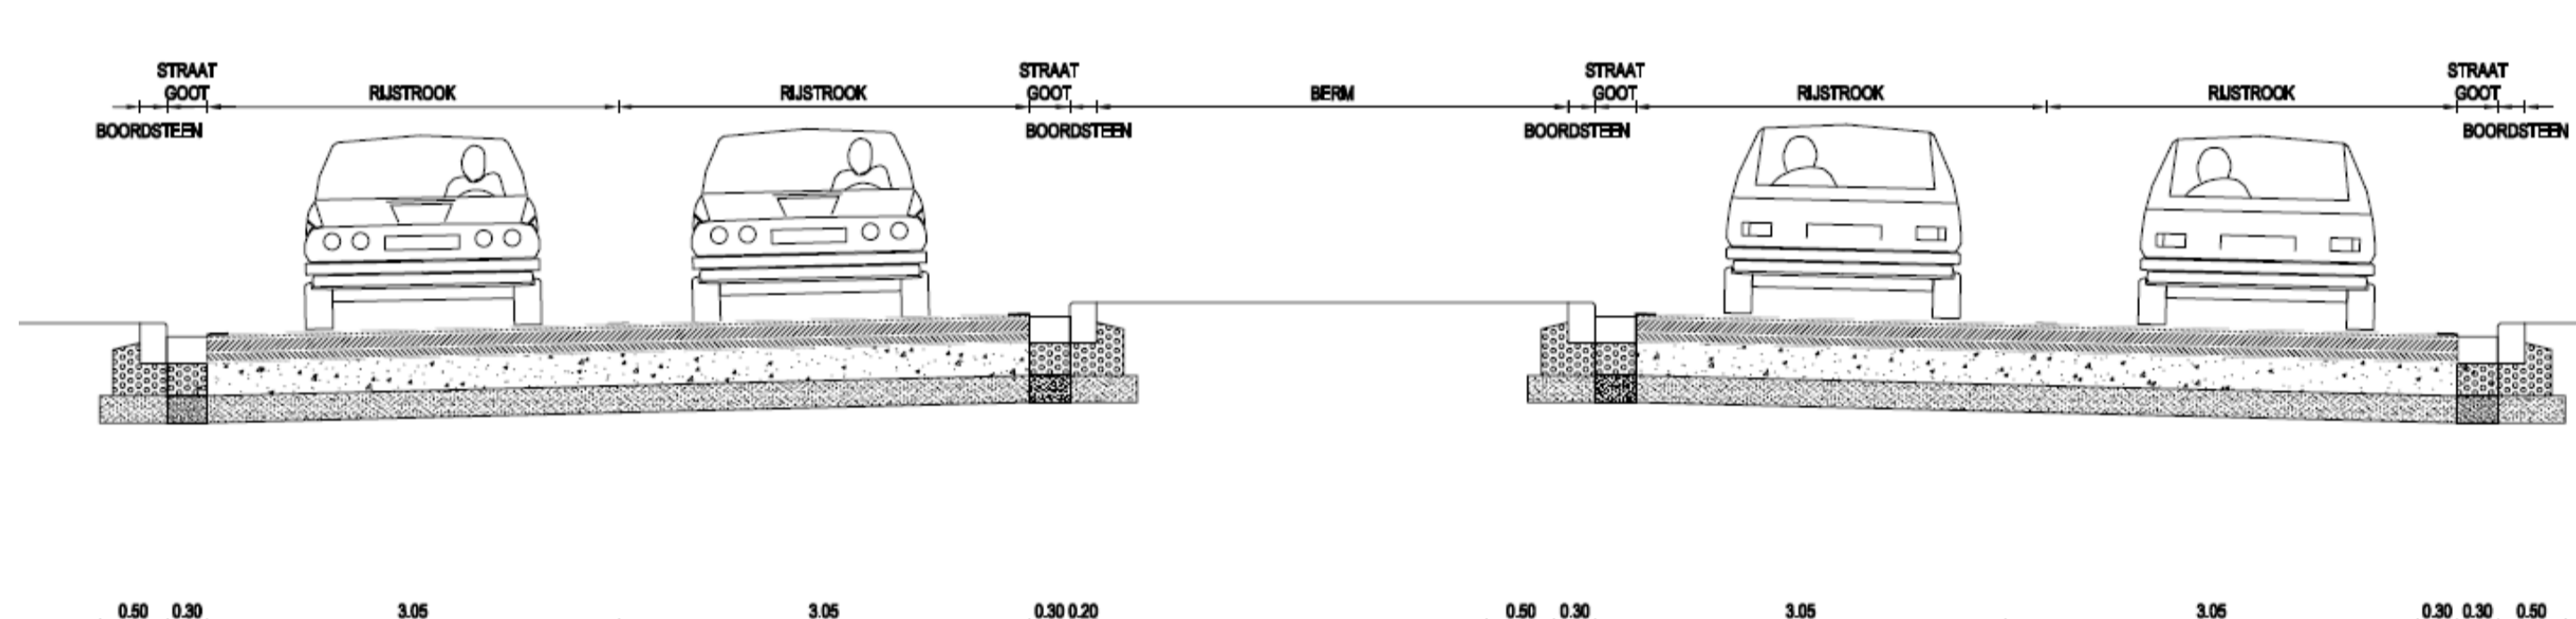 STRAAT
GOOT
RIJSTROOK
RIJSTROOK
STRAAT
GOOT
BERM
STRAAT
GOOT
RIJSTROOK
RIJSTROOK
STRAAT
GOOT
BOORDSTEEN
BOORDSTEEN
BOORDSTEEN
BOORDSTEEN
0.50 0.30 3.05 3.05 0.30 0.20 0.50 0.30 3.05 3.05 0.30 0.30 0.50